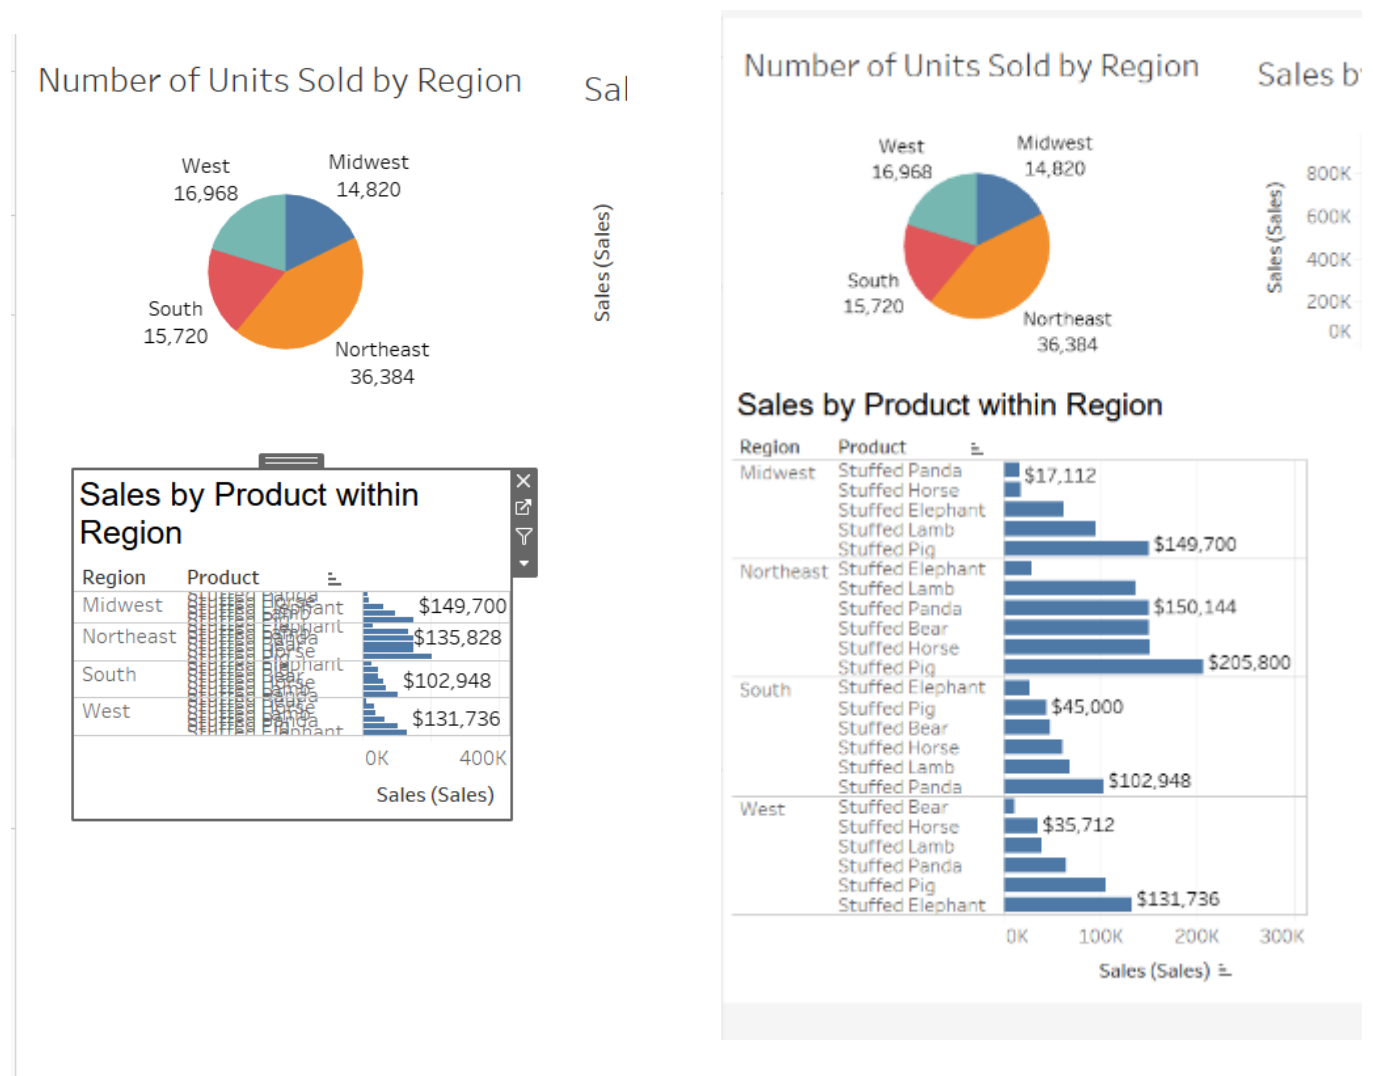 Number of Units Sold by Region
Sal
West
16,968
Midwest
14,820
South
15,720
Northeast
36,384
Sales (Sales)
Sales by Product within
Region
Region Product
Midwest
$149,700
Northeast
$135,828
South
$102,948
West
$131,736
0K 400K
Sales (Sales)
Number of Units Sold by Region
Sales b
West
16,968
Midwest
14,820
South
15,720
Northeast
36,384
Sales (Sales)
800K
600K
400K
200K
0K
Sales by Product within Region
Region Product
Midwest Stuffed Panda $17,112
Stuffed Horse
Stuffed Elephant
Stuffed Lamb
Stuffed Pig $149,700
Northeast Stuffed Elephant
Stuffed Lamb
Stuffed Panda $150,144
Stuffed Bear
Stuffed Horse
Stuffed Pig $205,800
South Stuffed Elephant
Stuffed Pig $45,000
Stuffed Bear
Stuffed Horse
Stuffed Lamb
Stuffed Panda $102,948
West Stuffed Bear
Stuffed Horse $35,712
Stuffed Lamb
Stuffed Panda
Stuffed Pig
Stuffed Elephant $131,736
0K 100K 200K 300K
Sales (Sales)